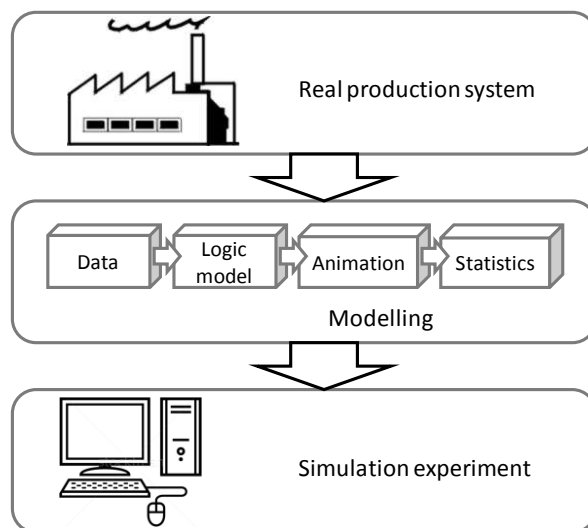 Real production system
Data
Logic
model
Animation
Statistics
Modelling
Simulation experiment